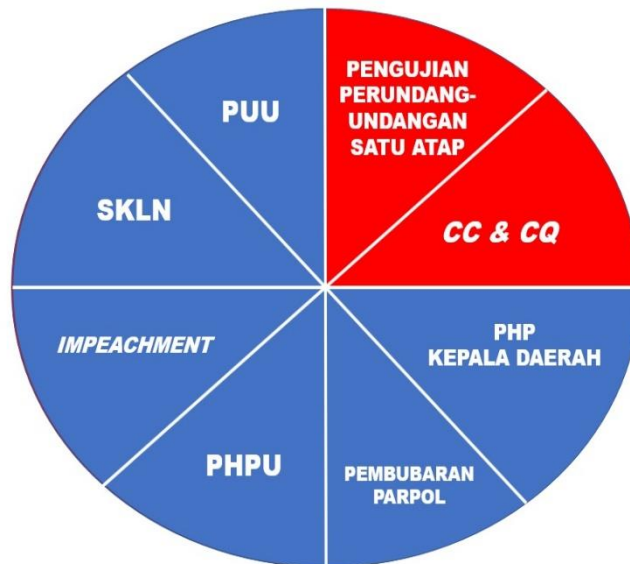 PUU
PENGUJIAN
PERUNDANG-
UNDANGAN
SATU ATAP
SKLN
CC & CQ
IMPEACHMENT
PHP
KEPALA DAERAH
PHPU
PEMBUBARAN
PARPOL